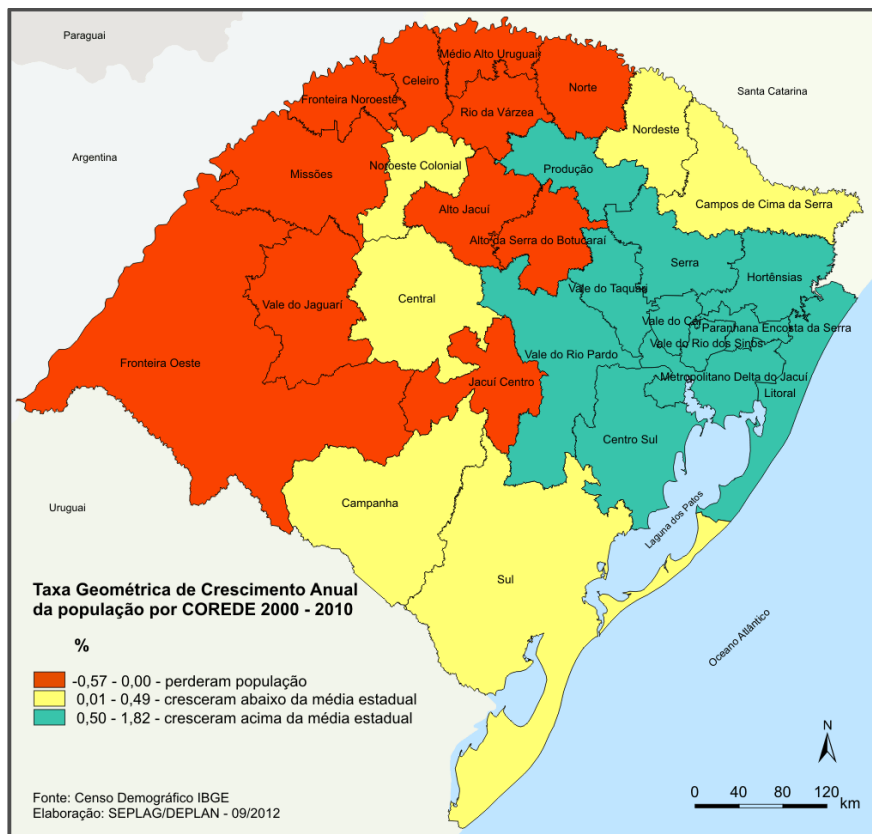 Paraguai
Médio Alto Uruguai
Celeiro
Norte
Santa Catarina
Fronteira Noroeste
Rio da Várzea
Nordeste
Argentina
Noroeste Colonial
Missões
Produção
Campos de Cima da Serra
Alto Jacuí
Alto da Serra do Botucaraí
Serra
Hortênsias
Vale do Taquari
Central
Vale do Jaguarí
Vale do Caí
Paranhana Encosta da Serra
Vale do Rio dos Sinos
Vale do Rio Pardo
Fronteira Oeste
Metropolitano Delta do Jacuí
Jacuí Centro
Litoral
Centro Sul
Campanha
Uruguai
Laguna dos Patos
Sul
Oceano Atlântico
Taxa Geométrica de Crescimento Anual
da população por COREDE 2000 - 2010
%
-0,57 - 0,00 - perderam população
0,01 - 0,49 - cresceram abaixo da média estadual
0,50 - 1,82 - cresceram acima da média estadual
N
0 40 80 120
km
Fonte: Censo Demográfico IBGE
Elaboração: SEPLAG/DEPLAN - 09/2012